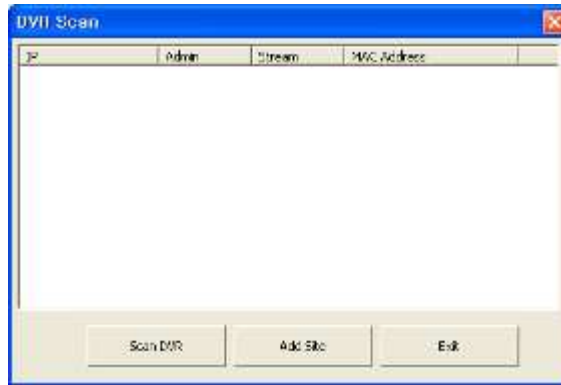 DVR Scan
IP Admin Stream MAC Address
Scan DVR Add Site Exit